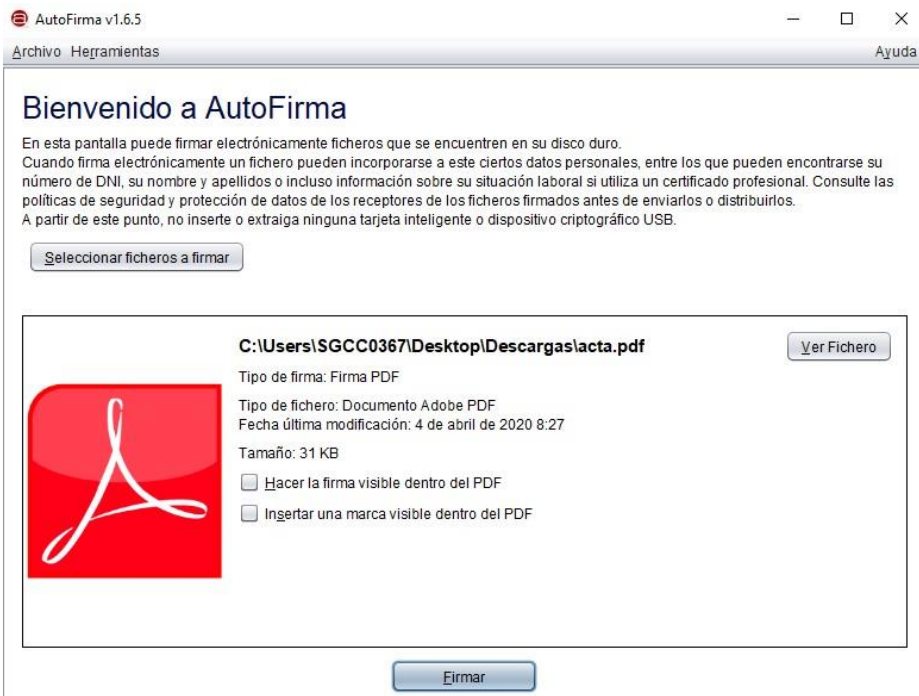 AutoFirma v1.6.5
Archivo Herramientas Ayuda
Bienvenido a AutoFirma
En esta pantalla puede firmar electrónicamente ficheros que se encuentren en su disco duro.
Cuando firma electrónicamente un fichero pueden incorporarse a este ciertos datos personales, entre los que pueden encontrarse su
número de DNI, su nombre y apellidos o incluso información sobre su situación laboral si utiliza un certificado profesional. Consulte las
políticas de seguridad y protección de datos de los receptores de los ficheros firmados antes de enviarlos o distribuirlos.
A partir de este punto, no inserte o extraiga ninguna tarjeta inteligente o dispositivo criptográfico USB.
Seleccionar ficheros a firmar
C:\Users\SGCC0367\Desktop\Descargas\acta.pdf
Ver Fichero
Tipo de firma: Firma PDF
Tipo de fichero: Documento Adobe PDF
Fecha última modificación: 4 de abril de 2020 8:27
Tamaño: 31 KB
Hacer la firma visible dentro del PDF
Insertar una marca visible dentro del PDF
Firmar